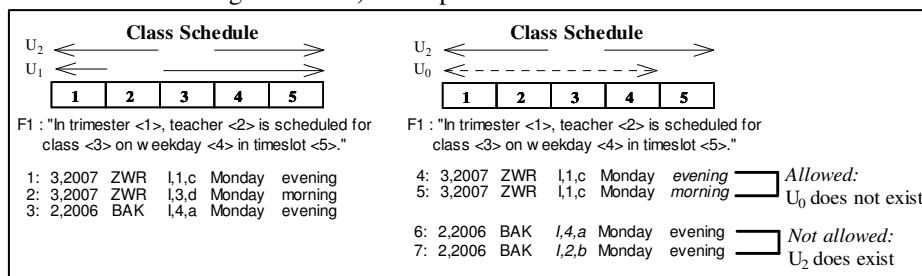 Class Schedule
U2
U1
1 2 3 4 5
F1 : "In trimester <1>, teacher <2> is scheduled for
class <3> on weekday <4> in timeslot <5>."
1: 3,2007 ZWR I,1,c Monday evening
2: 3,2007 ZWR I,3,d Monday morning
3: 2,2006 BAK I,4,a Monday evening
Class Schedule
U2
U0
1 2 3 4 5
F1 : "In trimester <1>, teacher <2> is scheduled for
class <3> on weekday <4> in timeslot <5>."
4: 3,2007 ZWR I,1,c Monday evening
5: 3,2007 ZWR I,1,c Monday morning
Allowed:
U0 does not exist
6: 2,2006 BAK I,4,a Monday evening
7: 2,2006 BAK I,2,b Monday evening
Not allowed:
U2 does exist